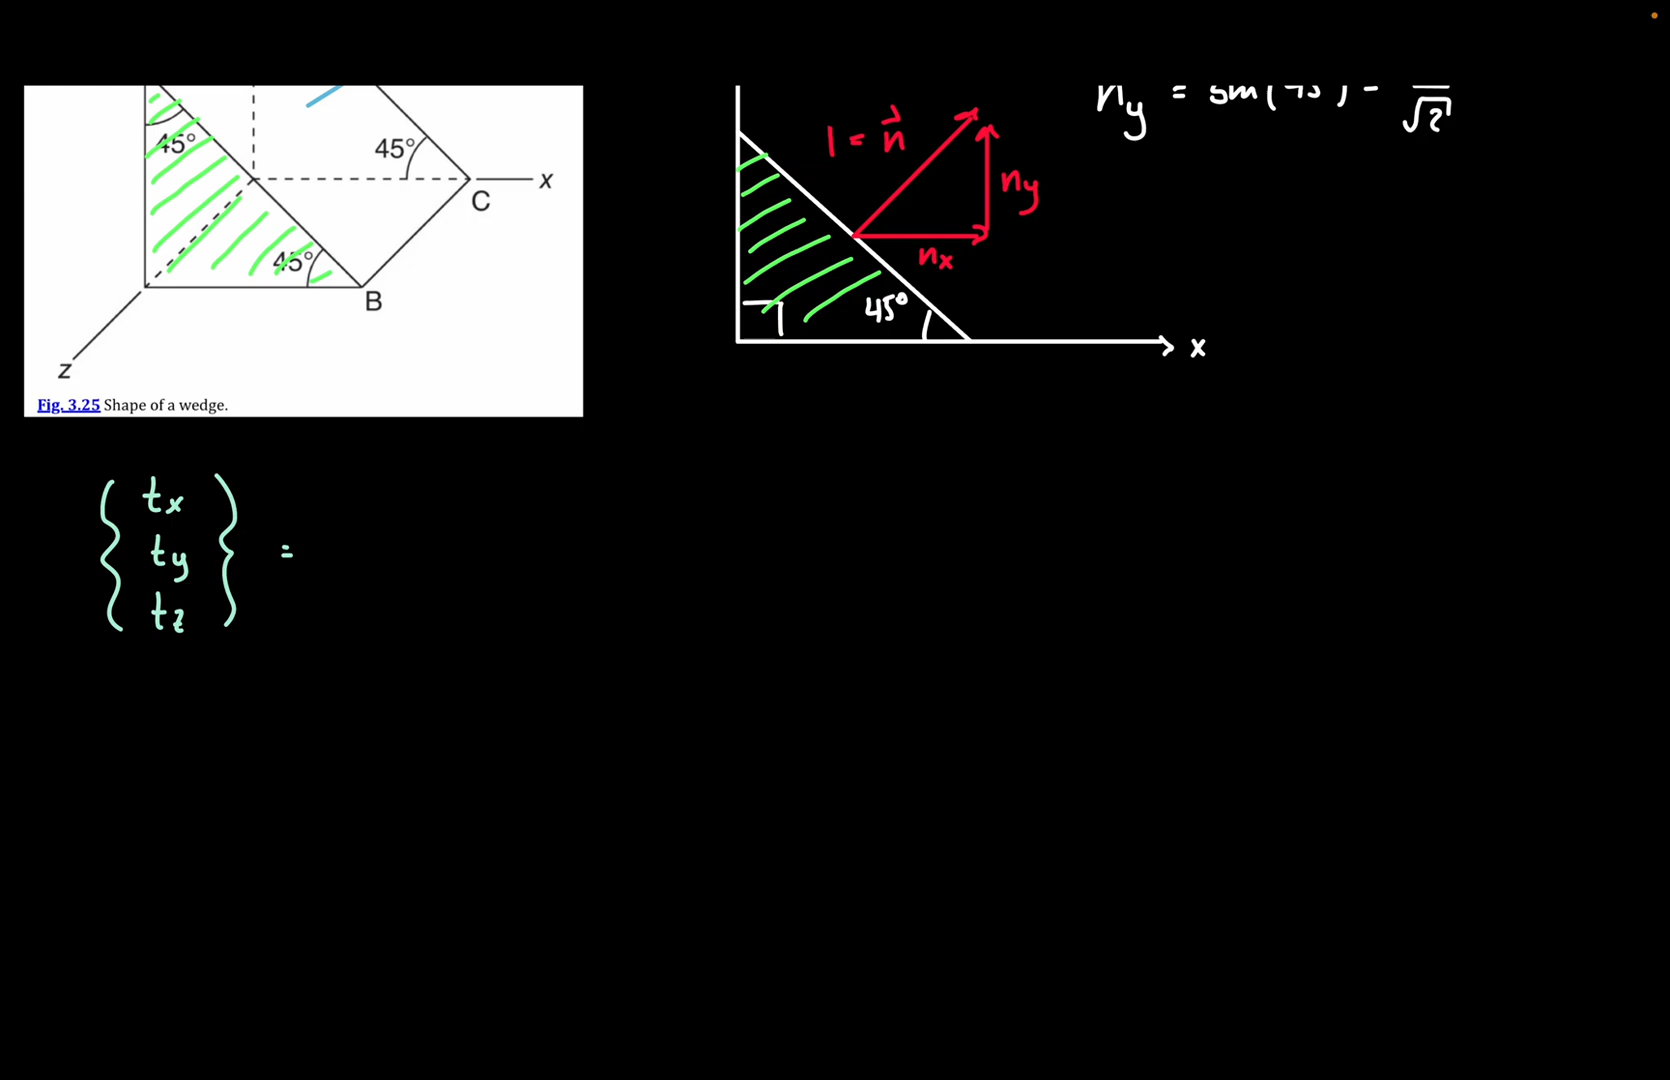 45°
45°
x
C
45°
B
z
Fig. 3.25 Shape of a wedge.
1 = n⃗
ny
nx
45°
x
ny = sin(45) = √2
{ tx
ty
tz } =